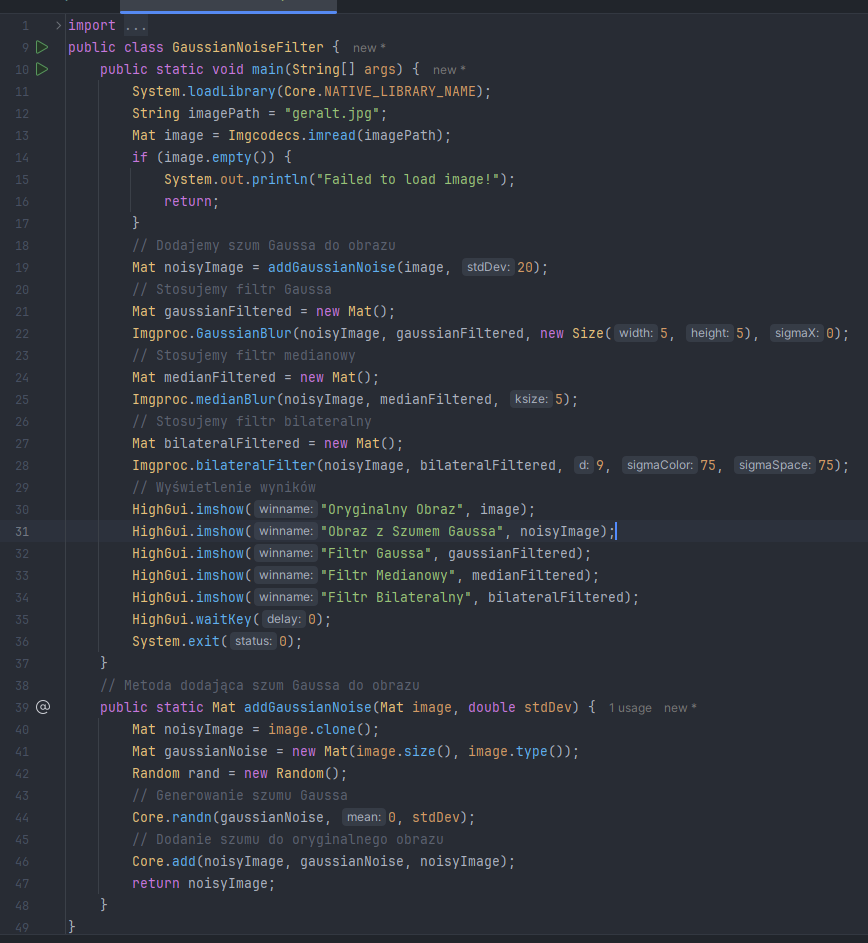 1 import ...
9 public class GaussianNoiseFilter { new *
10 public static void main(String[] args) { new *
11 System.loadLibrary(Core.NATIVE_LIBRARY_NAME);
12 String imagePath = "geralt.jpg";
13 Mat image = Imgcodecs.imread(imagePath);
14 if (image.empty()) {
15 System.out.println("Failed to load image!");
16 return;
17 }
18 // Dodajemy szum Gaussa do obrazu
19 Mat noisyImage = addGaussianNoise(image, stdDev: 20);
20 // Stosujemy filtr Gaussa
21 Mat gaussianFiltered = new Mat();
22 Imgproc.GaussianBlur(noisyImage, gaussianFiltered, new Size( width: 5, height: 5), sigmaX: 0);
23 // Stosujemy filtr medianowy
24 Mat medianFiltered = new Mat();
25 Imgproc.medianBlur(noisyImage, medianFiltered, ksize: 5);
26 // Stosujemy filtr bilateralny
27 Mat bilateralFiltered = new Mat();
28 Imgproc.bilateralFilter(noisyImage, bilateralFiltered, d: 9, sigmaColor: 75, sigmaSpace: 75);
29 // Wyświetlenie wyników
30 HighGui.imshow( winname: "Oryginalny Obraz", image);
31 HighGui.imshow( winname: "Obraz z Szumem Gaussa", noisyImage);
32 HighGui.imshow( winname: "Filtr Gaussa", gaussianFiltered);
33 HighGui.imshow( winname: "Filtr Medianowy", medianFiltered);
34 HighGui.imshow( winname: "Filtr Bilateralny", bilateralFiltered);
35 HighGui.waitKey( delay: 0);
36 System.exit( status: 0);
37 }
38 // Metoda dodająca szum Gaussa do obrazu
39 @ public static Mat addGaussianNoise(Mat image, double stdDev) { 1 usage new *
40 Mat noisyImage = image.clone();
41 Mat gaussianNoise = new Mat(image.size(), image.type());
42 Random rand = new Random();
43 // Generowanie szumu Gaussa
44 Core.randn(gaussianNoise, mean: 0, stdDev);
45 // Dodanie szumu do oryginalnego obrazu
46 Core.add(noisyImage, gaussianNoise, noisyImage);
47 return noisyImage;
48 }
49 }